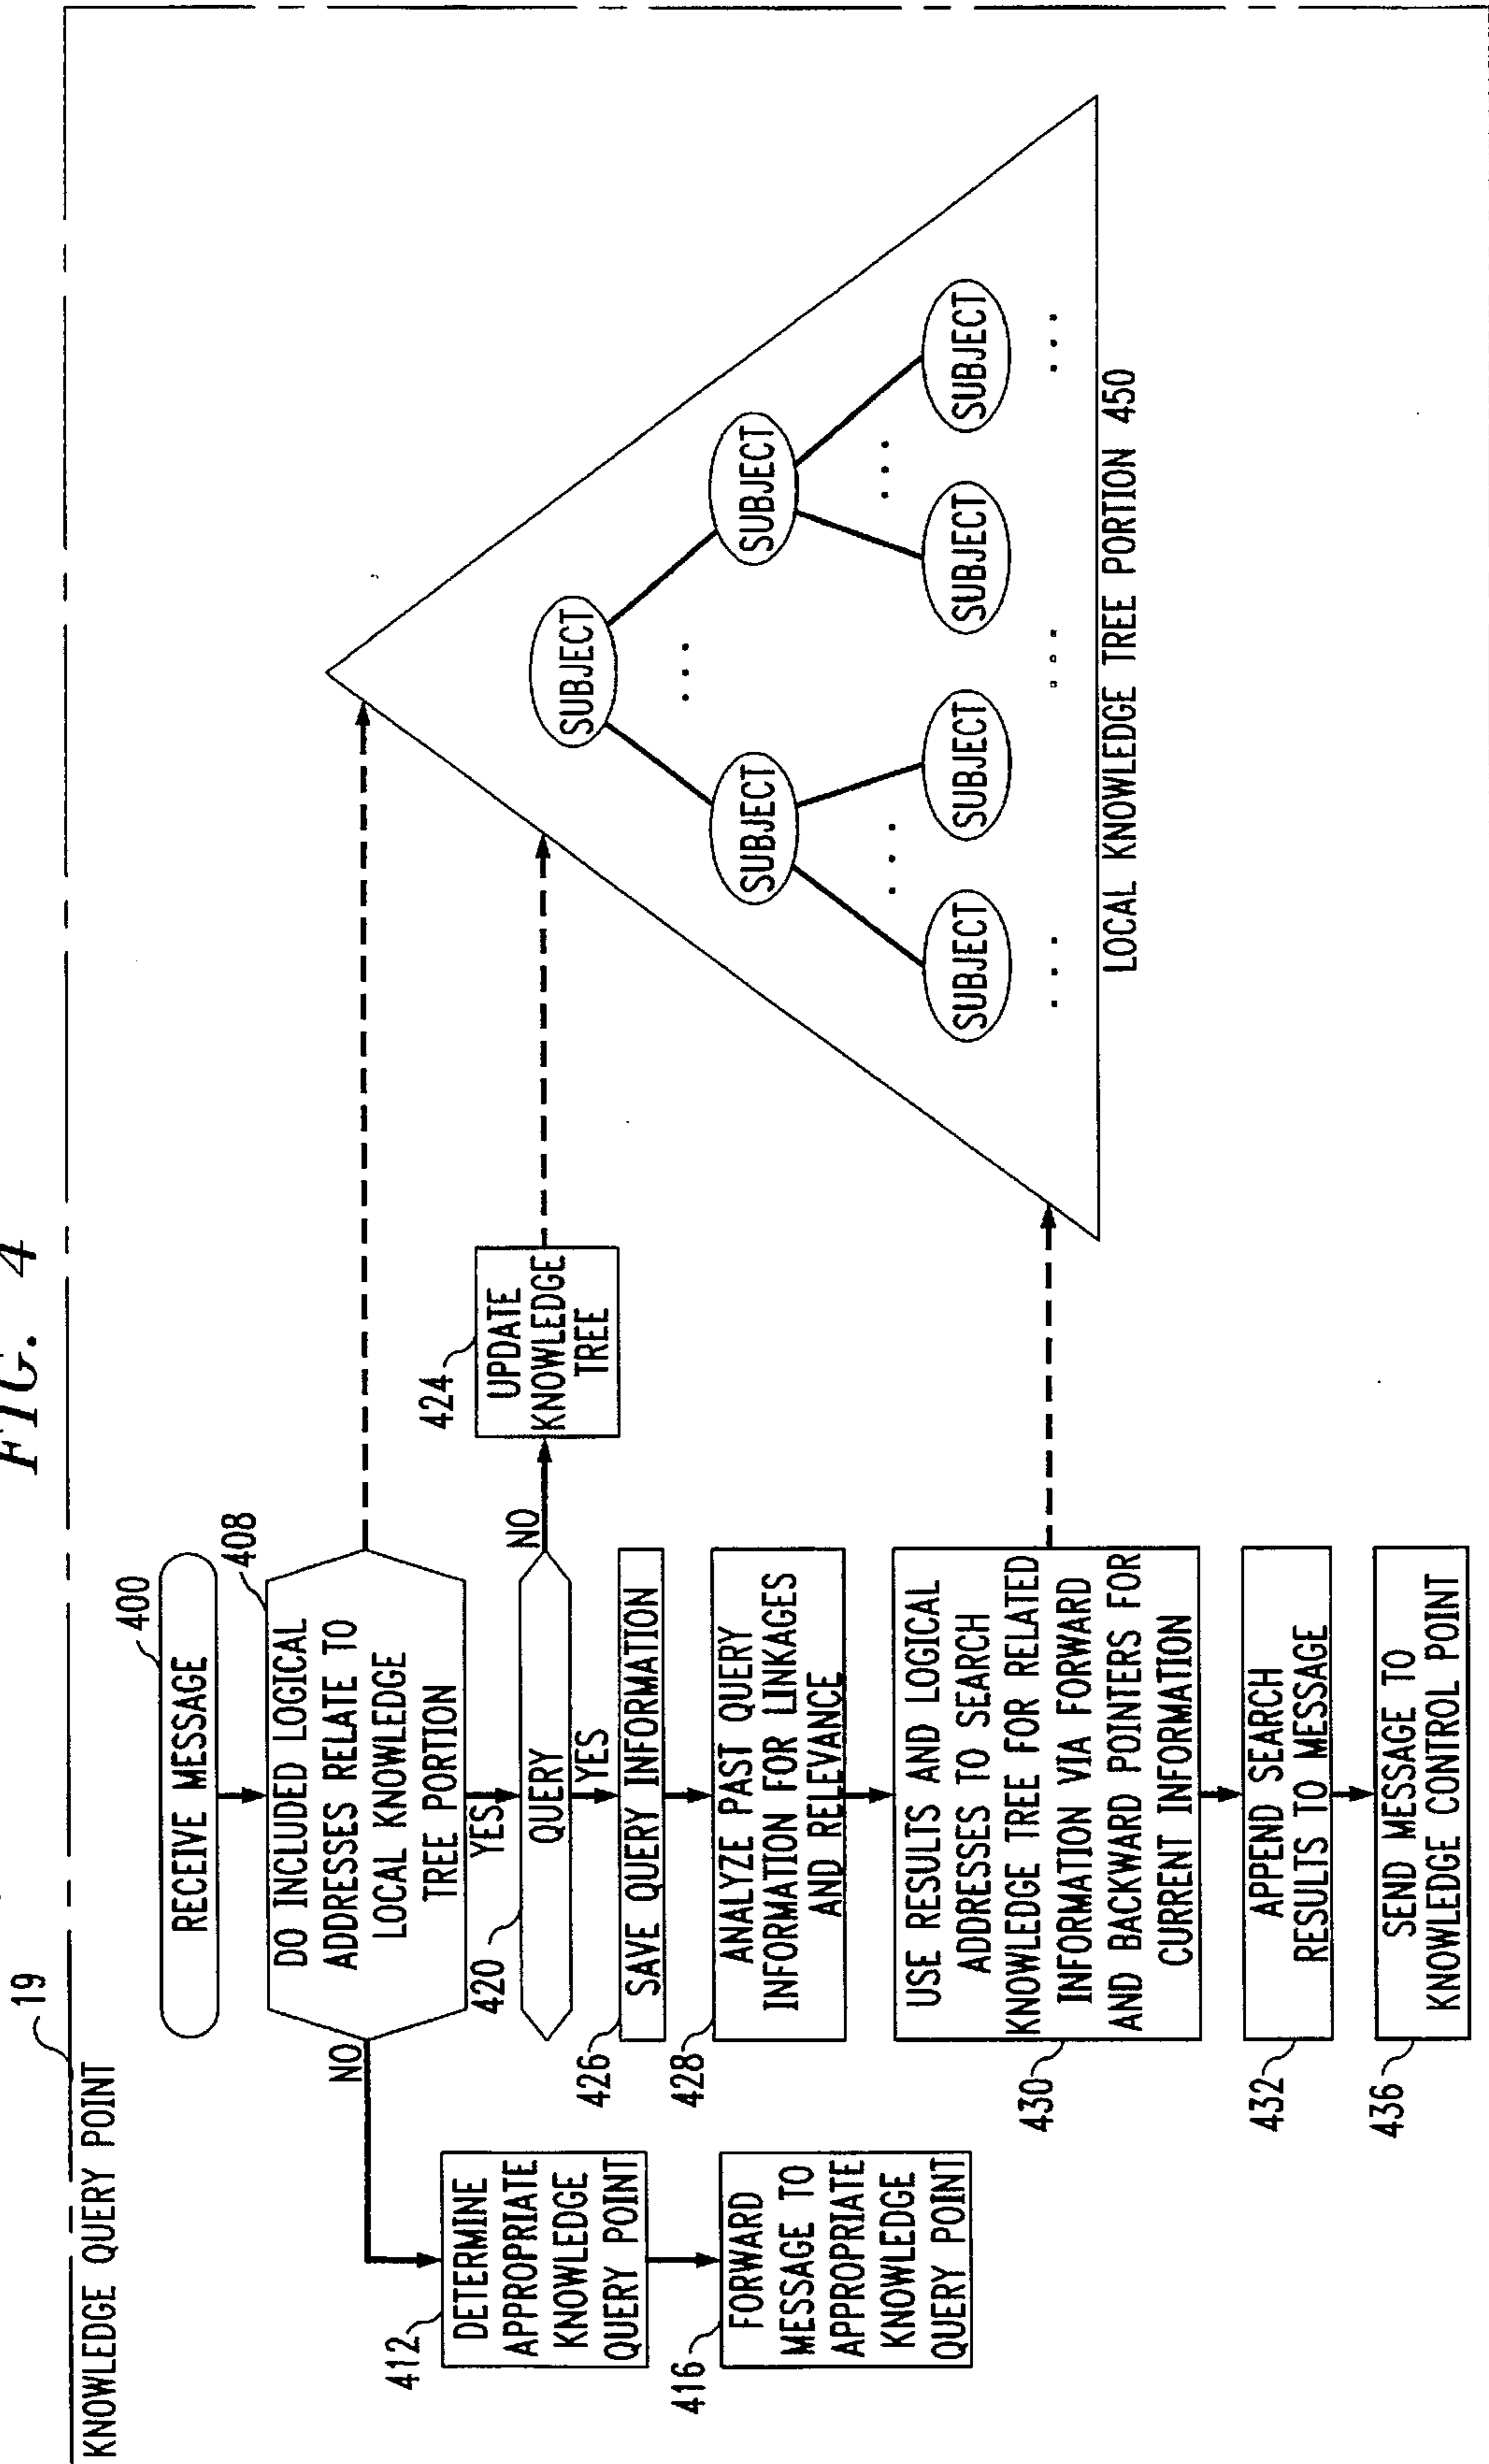 FIG. 4
19
KNOWLEDGE QUERY POINT
400
RECEIVE MESSAGE
408
DO INCLUDED LOGICAL
ADDRESSES RELATE TO
LOCAL KNOWLEDGE
TREE PORTION
NO
YES
412
DETERMINE
APPROPRIATE
KNOWLEDGE
QUERY POINT
416
FORWARD
MESSAGE TO
APPROPRIATE
KNOWLEDGE
QUERY POINT
420
QUERY
NO
YES
424
UPDATE
KNOWLEDGE
TREE
426
SAVE QUERY INFORMATION
428
ANALYZE PAST QUERY
INFORMATION FOR LINKAGES
AND RELEVANCE
430
USE RESULTS AND LOGICAL
ADDRESSES TO SEARCH
KNOWLEDGE TREE FOR RELATED
INFORMATION VIA FORWARD
AND BACKWARD POINTERS FOR
CURRENT INFORMATION
432
APPEND SEARCH
RESULTS TO MESSAGE
436
SEND MESSAGE TO
KNOWLEDGE CONTROL POINT
SUBJECT
...
SUBJECT
SUBJECT
...
...
SUBJECT
SUBJECT
SUBJECT
SUBJECT
...
...
...
LOCAL KNOWLEDGE TREE PORTION 450